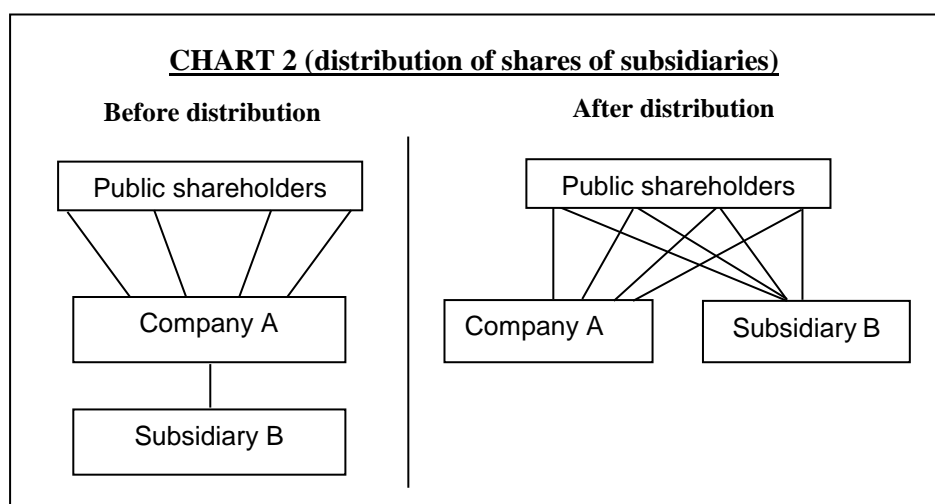 CHART 2 (distribution of shares of subsidiaries)
Before distribution
Public shareholders
Company A
Subsidiary B
After distribution
Public shareholders
Company A
Subsidiary B